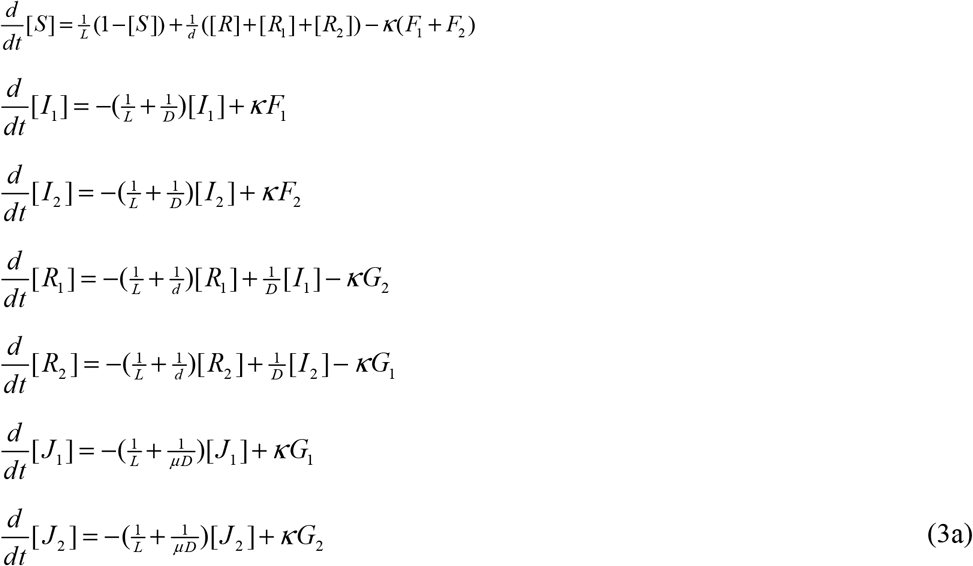 d/dt [S] = 1/L (1−[S]) + 1/d ([R]+[R₁]+[R₂]) − κ(F₁ + F₂)
d/dt [I₁] = −(1/L + 1/D)[I₁] + κF₁
d/dt [I₂] = −(1/L + 1/D)[I₂] + κF₂
d/dt [R₁] = −(1/L + 1/d)[R₁] + 1/D [I₁] − κG₂
d/dt [R₂] = −(1/L + 1/d)[R₂] + 1/D [I₂] − κG₁
d/dt [J₁] = −(1/L + 1/μD)[J₁] + κG₁
d/dt [J₂] = −(1/L + 1/μD)[J₂] + κG₂ (3a)